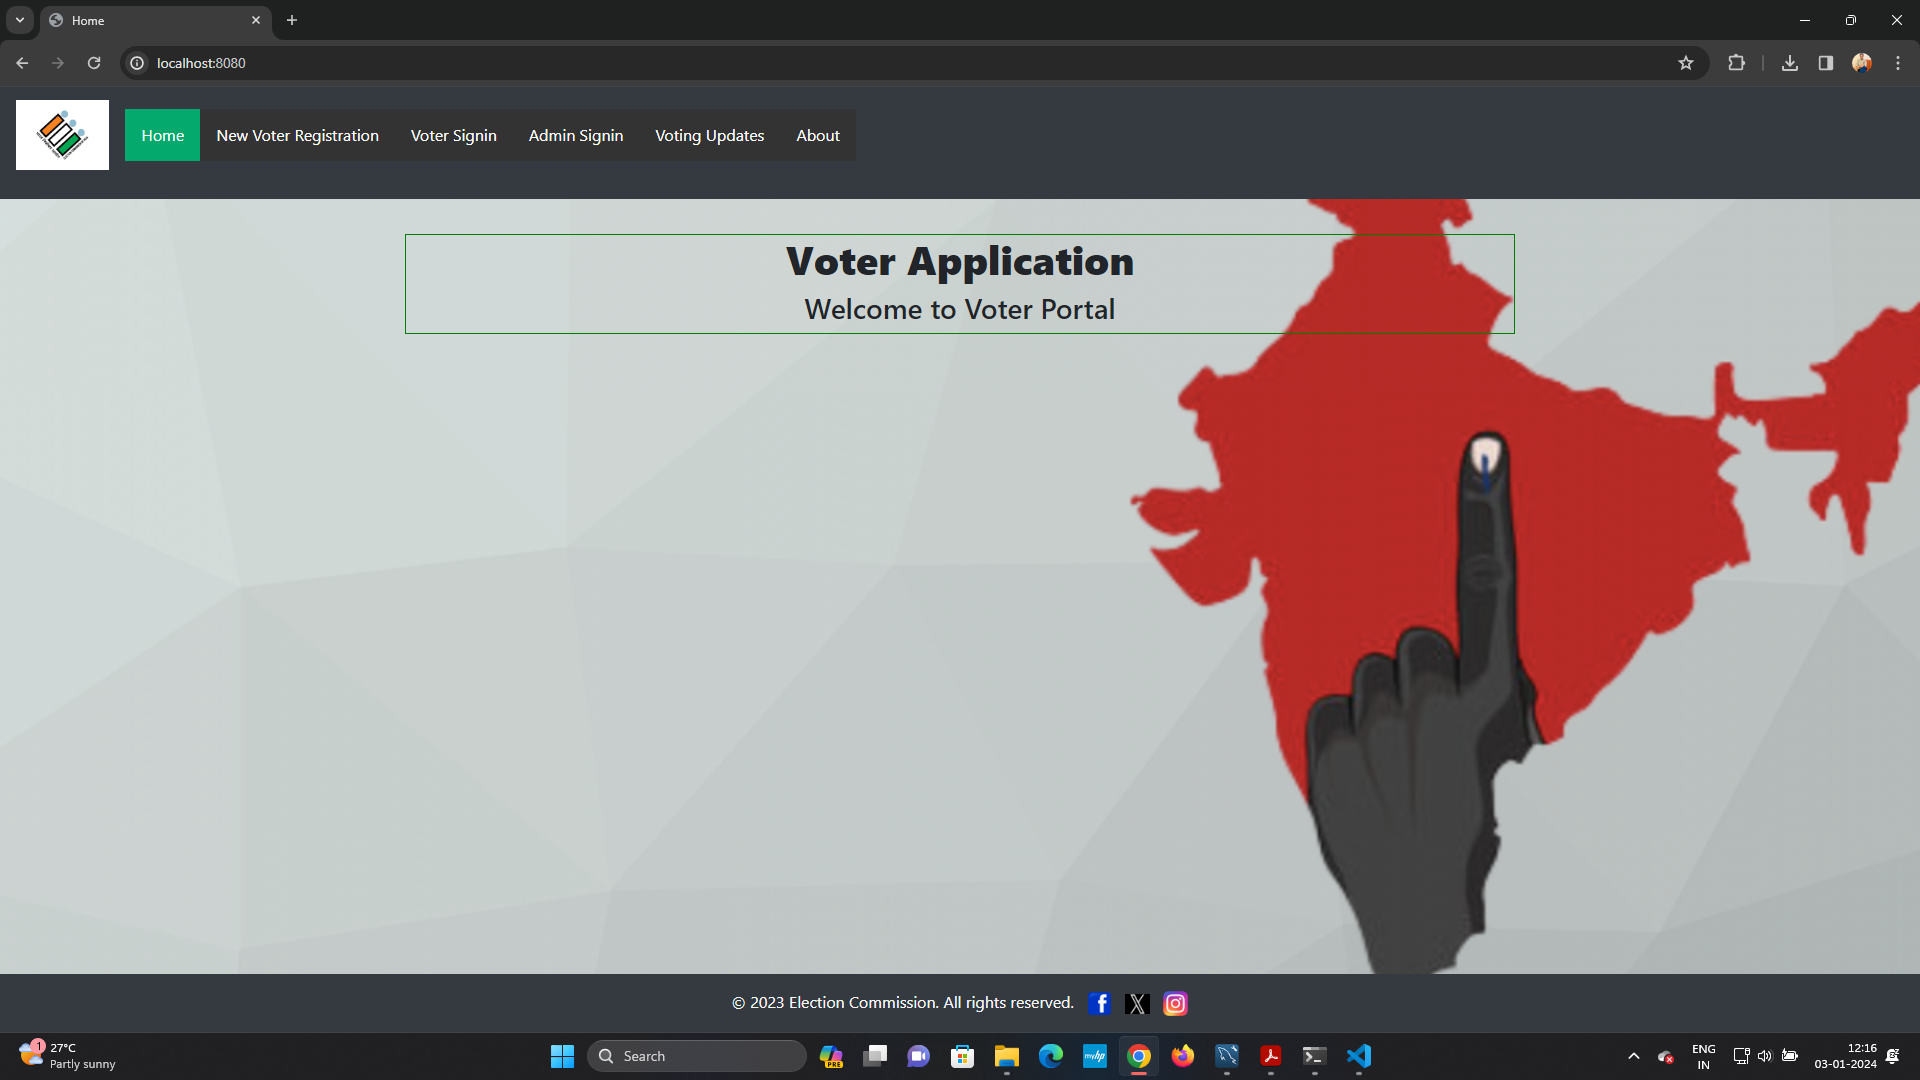 Home
localhost:8080
Home New Voter Registration Voter Signin Admin Signin Voting Updates About
Voter Application
Welcome to Voter Portal
© 2023 Election Commission. All rights reserved.
1
27°C
Partly sunny
Search
PRE
myhp
ENG
IN
12:16
03-01-2024